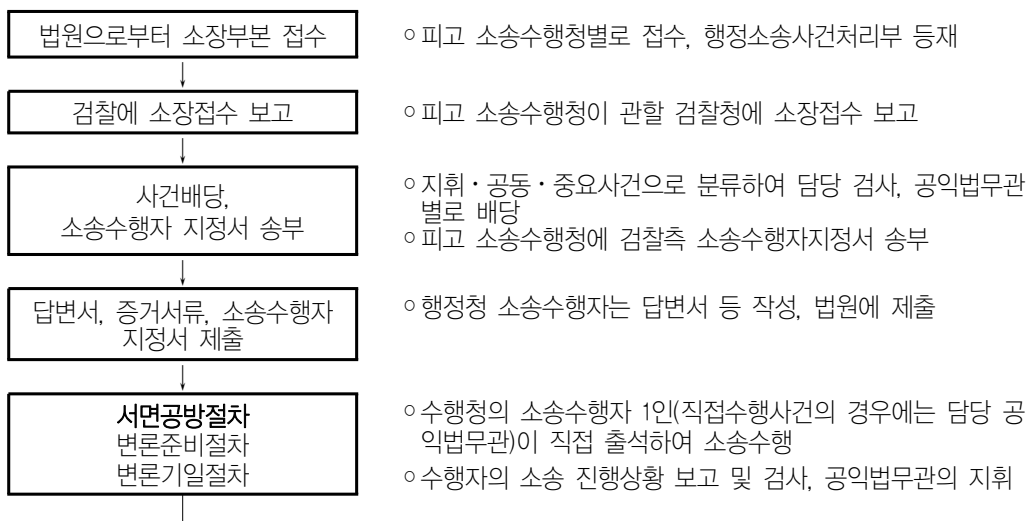 법원으로부터 소장부본 접수
○피고 소송수행청별로 접수, 행정소송사건처리부 등재
검찰에 소장접수 보고
○피고 소송수행청이 관할 검찰청에 소장접수 보고
사건배당,
소송수행자 지정서 송부
○지휘・공동・중요사건으로 분류하여 담당 검사, 공익법무관
별로 배당
○피고 소송수행청에 검찰측 소송수행자지정서 송부
답변서, 증거서류, 소송수행자
지정서 제출
○행정청 소송수행자는 답변서 등 작성, 법원에 제출
서면공방절차
변론준비절차
변론기일절차
○수행청의 소송수행자 1인(직접수행사건의 경우에는 담당 공
익법무관)이 직접 출석하여 소송수행
○수행자의 소송 진행상황 보고 및 검사, 공익법무관의 지휘